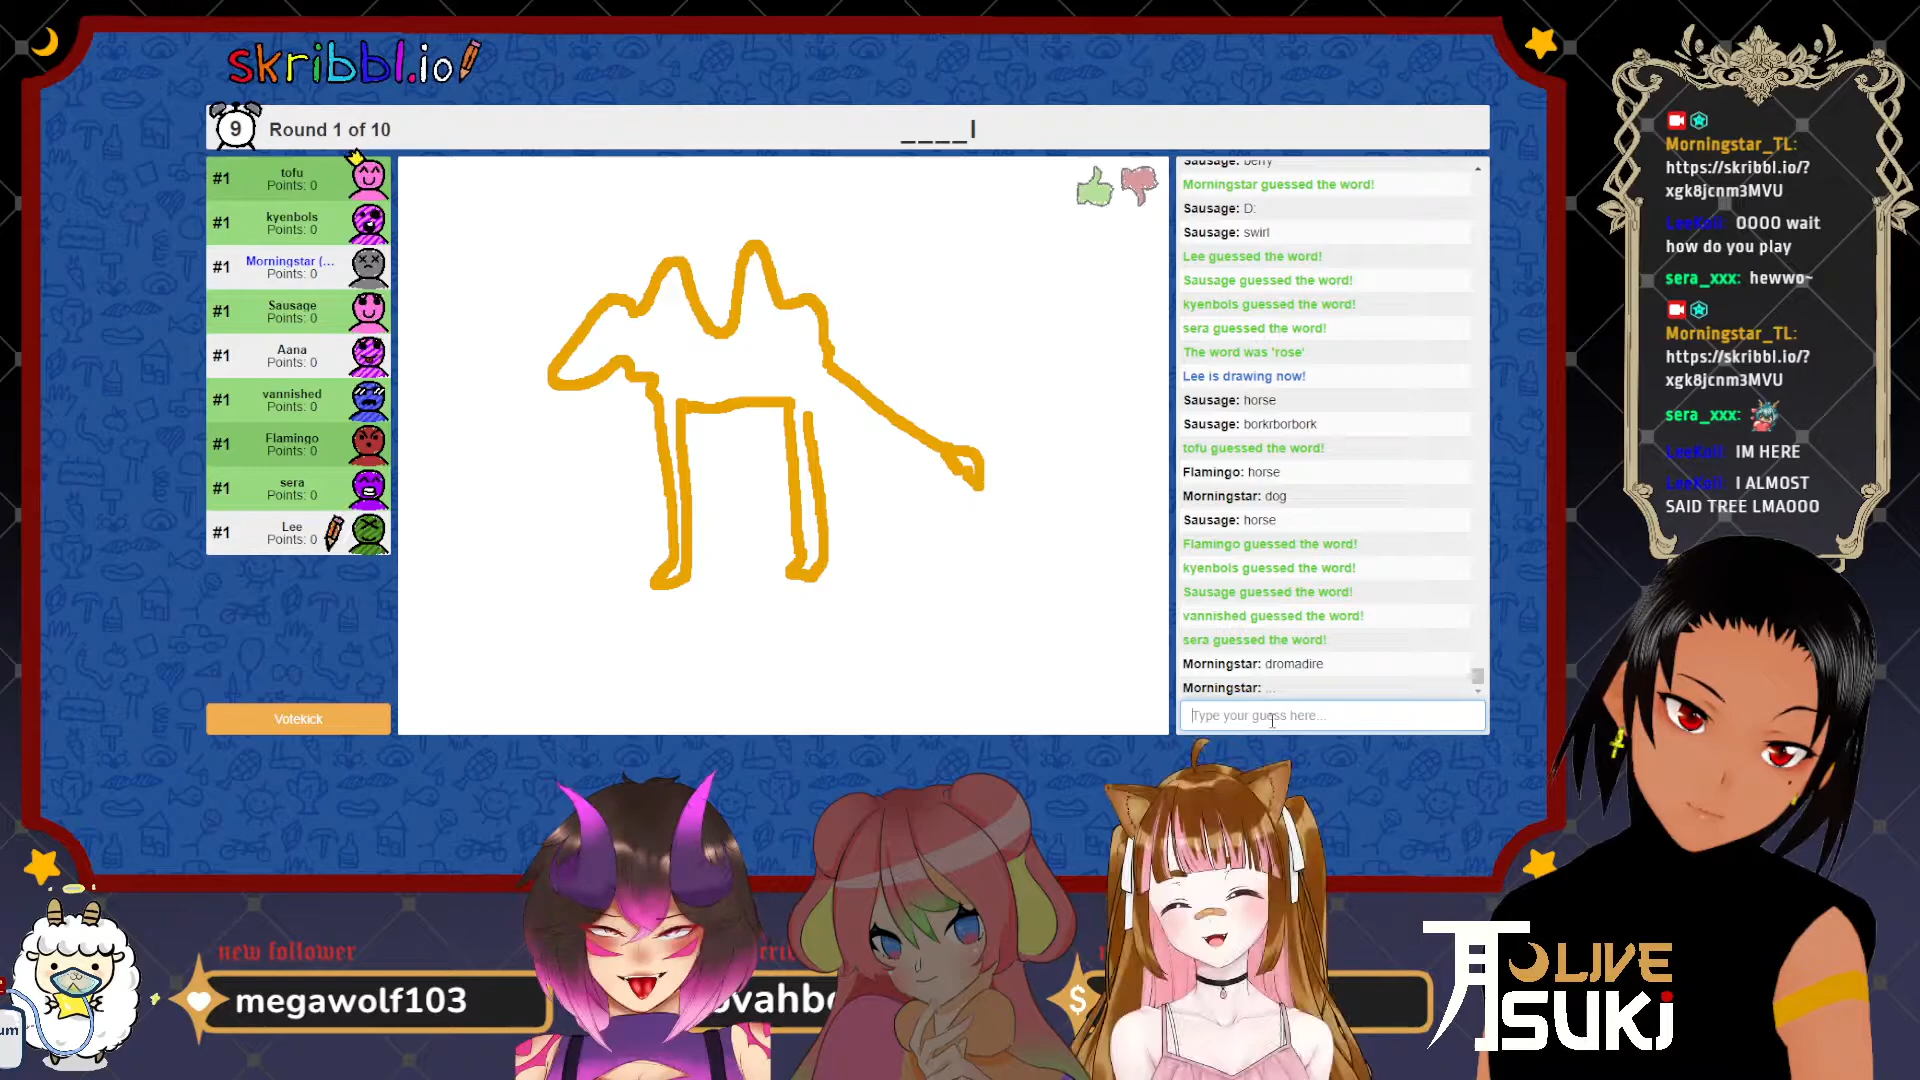 skribbl.io
9
Round 1 of 10
____l
#1
tofu
Points: 0
#1
kyenbols
Points: 0
#1
Morningstar (...
Points: 0
#1
Sausage
Points: 0
#1
Aana
Points: 0
#1
vannished
Points: 0
#1
Flamingo
Points: 0
#1
sera
Points: 0
#1
Lee
Points: 0
Votekick
Sausage: berry
Morningstar guessed the word!
Sausage: D:
Sausage: swirl
Lee guessed the word!
Sausage guessed the word!
kyenbols guessed the word!
sera guessed the word!
The word was 'rose'
Lee is drawing now!
Sausage: horse
Sausage: borkrborbork
tofu guessed the word!
Flamingo: horse
Morningstar: dog
Sausage: horse
Flamingo guessed the word!
kyenbols guessed the word!
Sausage guessed the word!
vannished guessed the word!
sera guessed the word!
Morningstar: dromadire
Morningstar: ...
Type your guess here...
Morningstar_TL:
https://skribbl.io/?
xgk8jcnm3MVU
OOOO wait
how do you play
sera_xxx: hewwo~
Morningstar_TL:
https://skribbl.io/?
xgk8jcnm3MVU
sera_xxx:
IM HERE
I ALMOST
SAID TREE LMAOOO
new follower
megawolf103
$
OLIVE
TSUKi
um